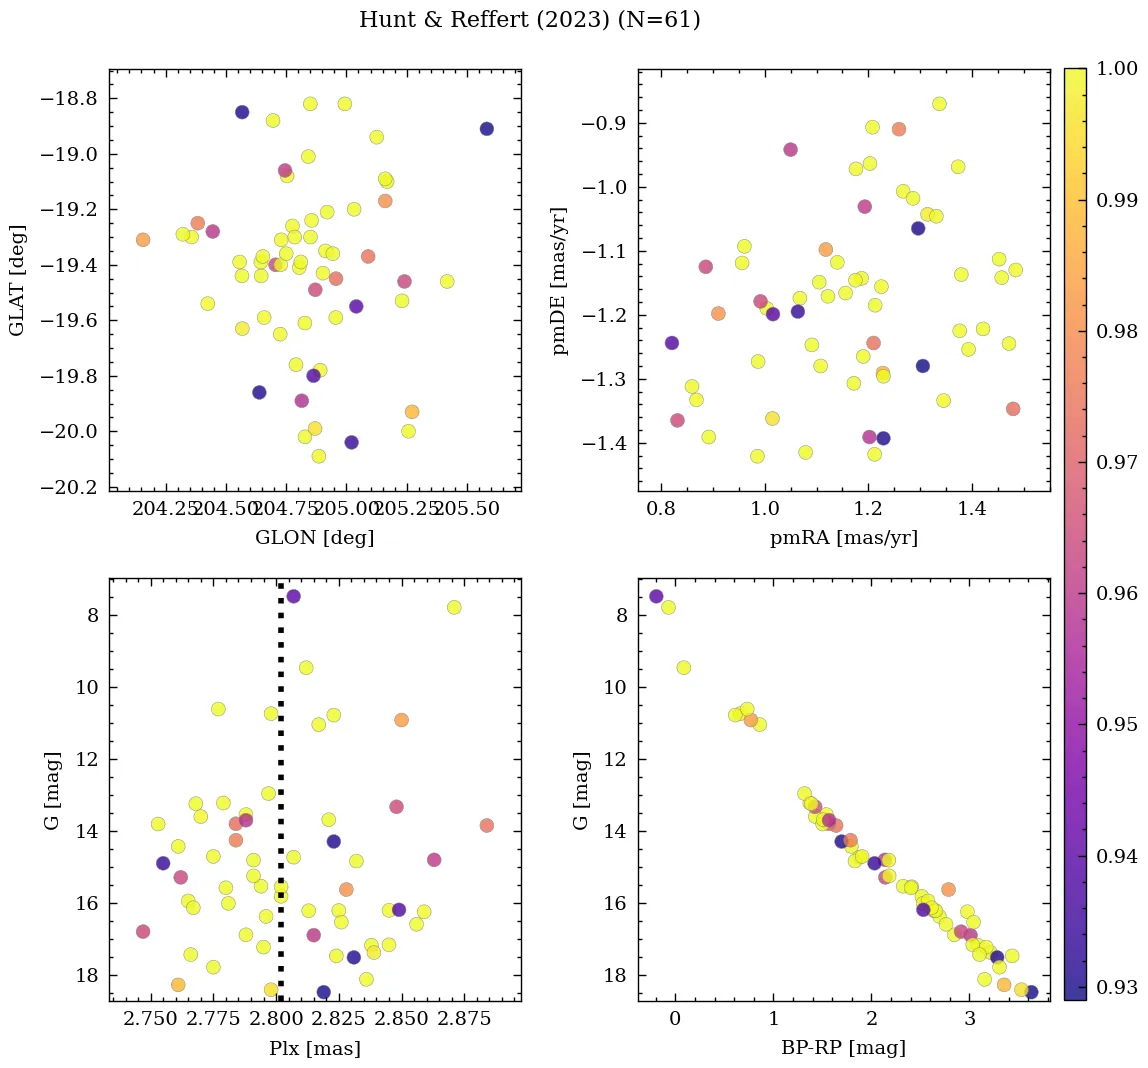 Hunt & Reffert (2023) (N=61)
−18.8
−19.0
−19.2
−19.4
−19.6
−19.8
−20.0
−20.2
GLAT [deg]
204.25 204.50 204.75 205.00 205.25 205.50
GLON [deg]
−0.9
−1.0
−1.1
−1.2
−1.3
−1.4
pmDE [mas/yr]
0.8 1.0 1.2 1.4
pmRA [mas/yr]
8
10
12
14
16
18
G [mag]
2.750 2.775 2.800 2.825 2.850 2.875
Plx [mas]
8
10
12
14
16
18
G [mag]
0 1 2 3
BP-RP [mag]
1.00
0.99
0.98
0.97
0.96
0.95
0.94
0.93